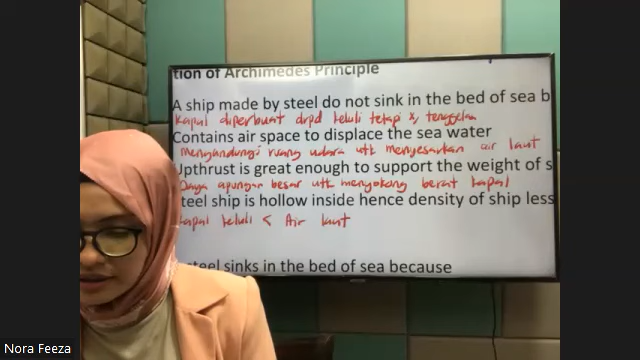 tion of Archimedes Principle
A ship made by steel do not sink in the bed of sea b
Kapal diperbuat drpd keluli tetapi x tenggelam
Contains air space to displace the sea water
Mengandungi ruang udara utk menyesarkan air laut
Upthrust is great enough to support the weight of s
Daya apungan besar utk menyokong berat kapal
teel ship is hollow inside hence density of ship less
kapal keluli < Air laut
steel sinks in the bed of sea because
Nora Feeza